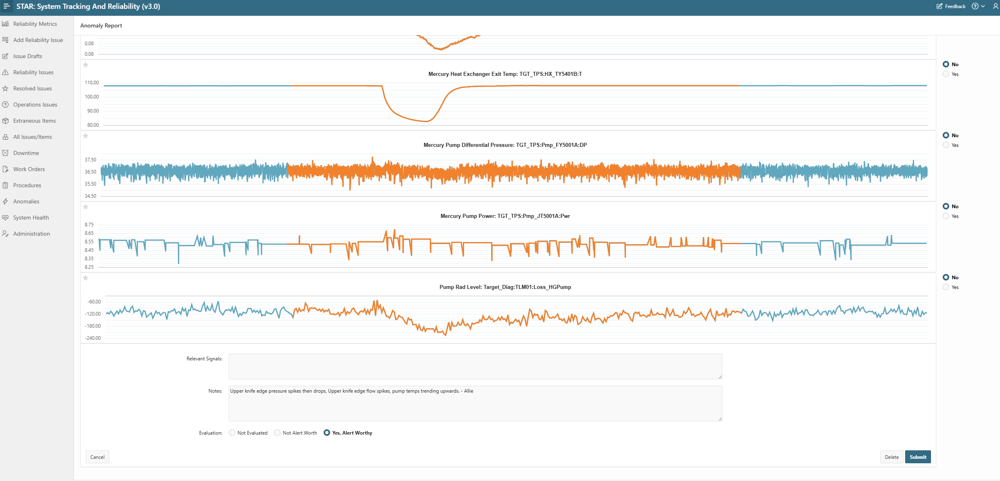 STAR: System Tracking And Reliability (v3.0)
Feedback
Reliability Metrics
Add Reliability Issue
Issue Drafts
Reliability Issues
Resolved Issues
Operations Issues
Extraneous Items
All Issues/Items
Downtime
Work Orders
Procedures
Anomalies
System Health
Administration
Anomaly Report
0.08
0.08
Mercury Heat Exchanger Exit Temp: TGT_TPS:HX_TY5401B:T
110.00
100.00
90.00
80.00
No
Yes
Mercury Pump Differential Pressure: TGT_TPS:Pmp_FY5001A:DP
37.50
36.50
35.50
34.50
No
Yes
Mercury Pump Power: TGT_TPS:Pmp_JT5001A:Pwr
8.75
8.65
8.55
8.45
8.35
8.25
No
Yes
Pump Rad Level: Target_Diag:TLM01:Loss_HGPump
-60.00
-120.00
-180.00
-240.00
No
Yes
Relevant Signals:
Notes: Upper knife edge pressure spikes then drops, Upper knife edge flow spikes, pump temps trending upwards. - Allie
Evaluation: Not Evaluated Not Alert Worth Yes, Alert Worthy
Cancel Delete Submit